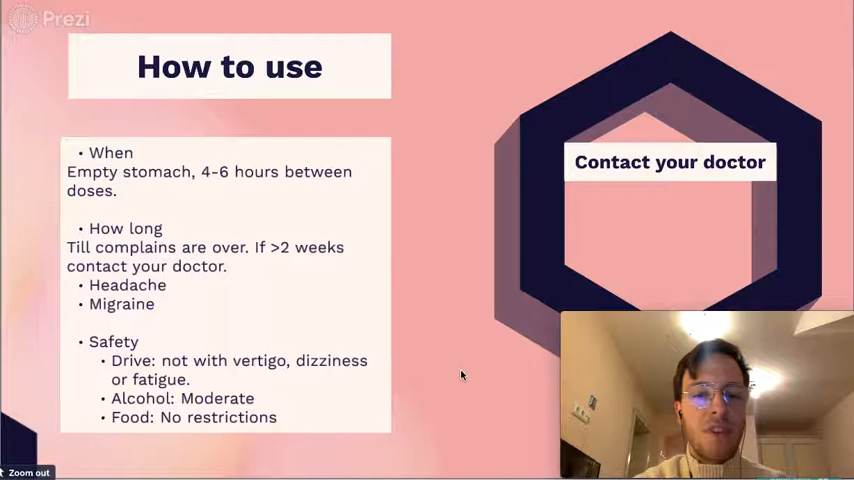 Prezi
How to use
• When
Empty stomach, 4-6 hours between
doses.
• How long
Till complains are over. If >2 weeks
contact your doctor.
• Headache
• Migraine
• Safety
• Drive: not with vertigo, dizziness
or fatigue.
• Alcohol: Moderate
• Food: No restrictions
Contact your doctor
Zoom out